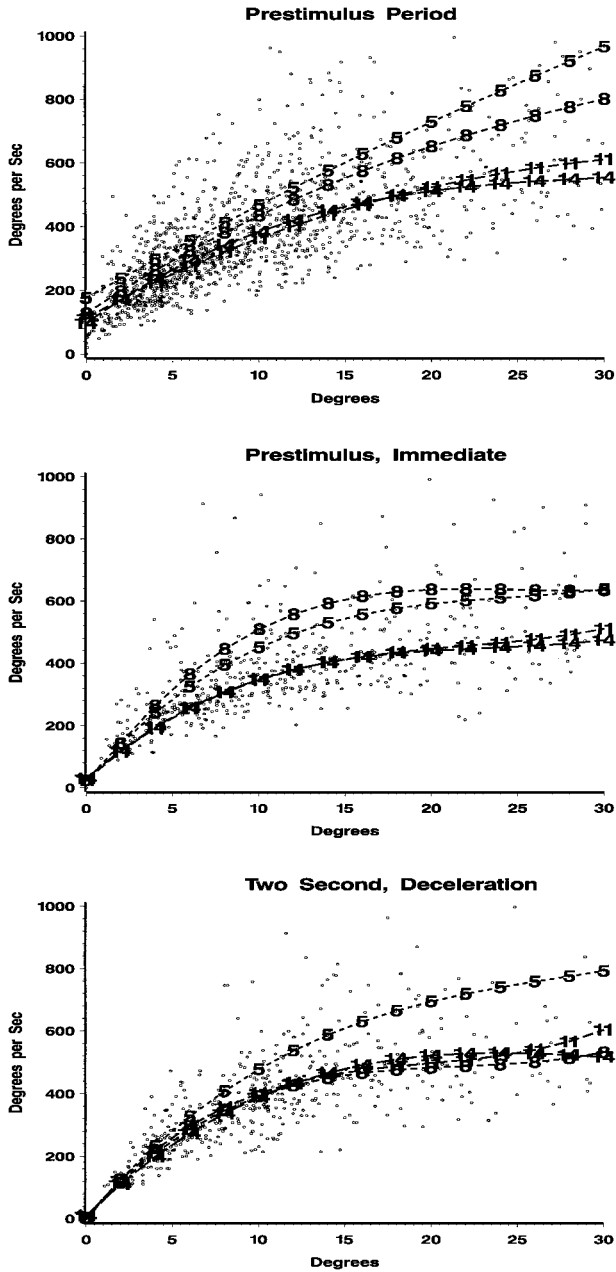 Prestimulus Period
1000
800
600
400
200
0
Degrees per Sec
0 5 10 15 20 25 30
Degrees
Prestimulus, Immediate
1000
800
600
400
200
0
Degrees per Sec
0 5 10 15 20 25 30
Degrees
Two Second, Deceleration
1000
800
600
400
200
0
Degrees per Sec
0 5 10 15 20 25 30
Degrees